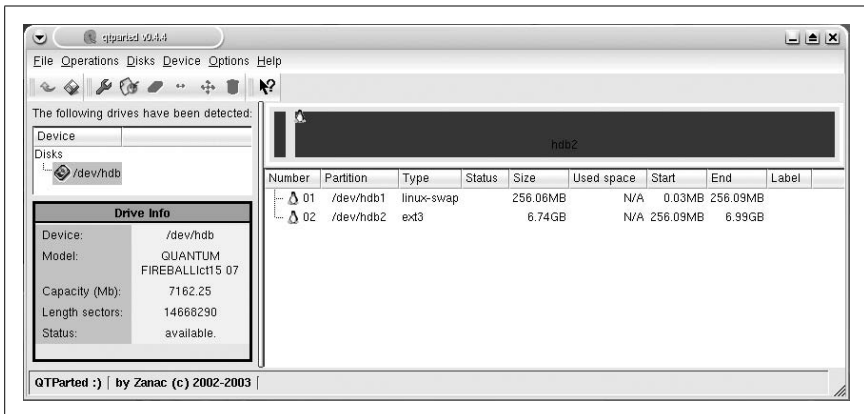 qtparted v0.4.4
File Operations Disks Device Options Help
The following drives have been detected:
Device
Disks
/dev/hdb
Drive Info
Device: /dev/hdb
Model: QUANTUM FIREBALLlct15 07
Capacity (Mb): 7162.25
Length sectors: 14668290
Status: available.
hdb2
Number Partition Type Status Size Used space Start End Label
01 /dev/hdb1 linux-swap 256.06MB N/A 0.03MB 256.09MB
02 /dev/hdb2 ext3 6.74GB N/A 256.09MB 6.99GB
QTParted :) by Zanac (c) 2002-2003